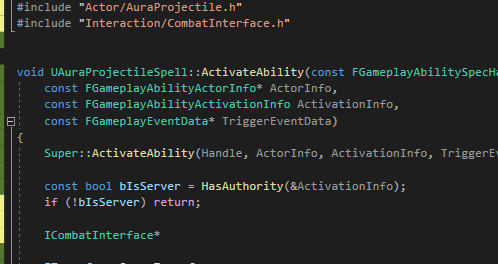 #include "Actor/AuraProjectile.h"
#include "Interaction/CombatInterface.h"
void UAuraProjectileSpell::ActivateAbility(const FGameplayAbilitySpecHa
const FGameplayAbilityActorInfo* ActorInfo,
const FGameplayAbilityActivationInfo ActivationInfo,
const FGameplayEventData* TriggerEventData)
{
Super::ActivateAbility(Handle, ActorInfo, ActivationInfo, TriggerEv
const bool bIsServer = HasAuthority(&ActivationInfo);
if (!bIsServer) return;
ICombatInterface*